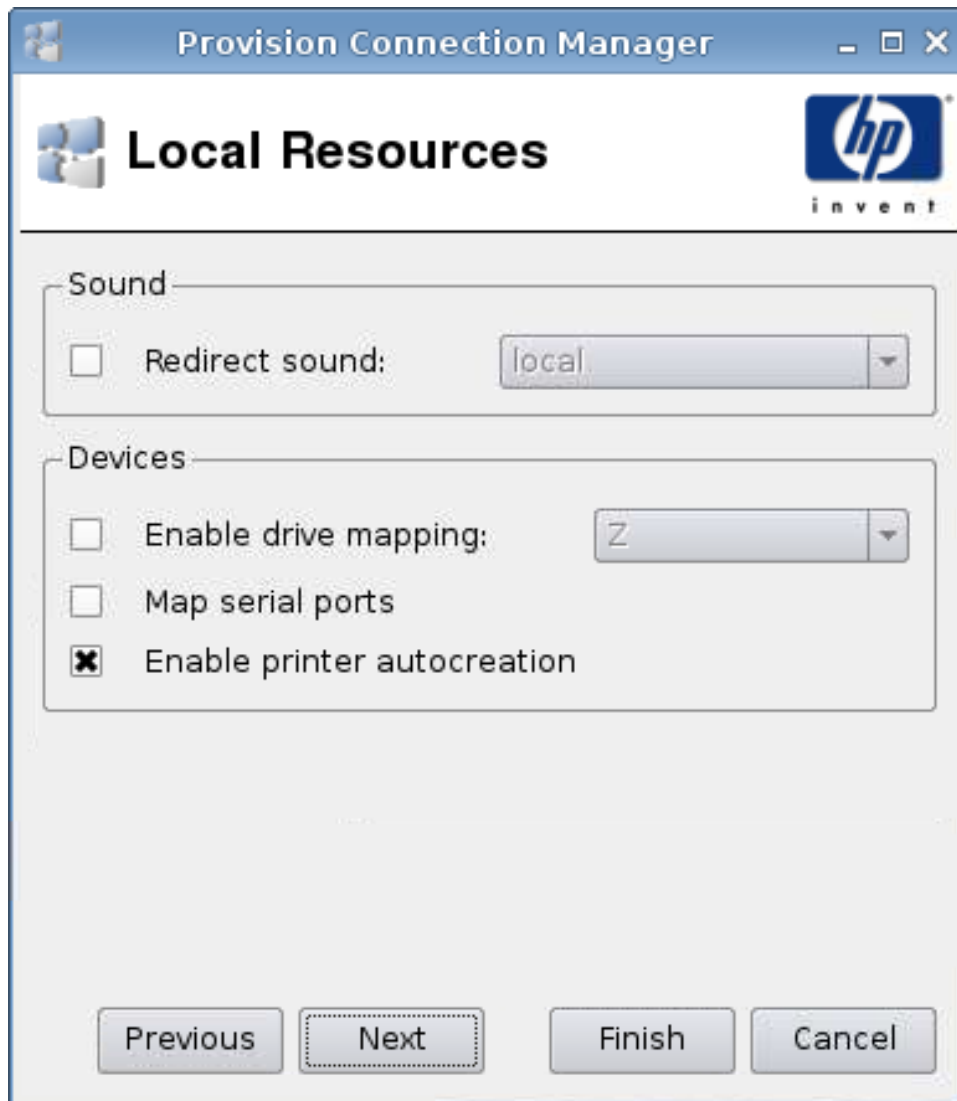 Provision Connection Manager
Local Resources
hp
invent
Sound
Redirect sound:
local
Devices
Enable drive mapping:
Z
Map serial ports
Enable printer autocreation
Previous
Next
Finish
Cancel